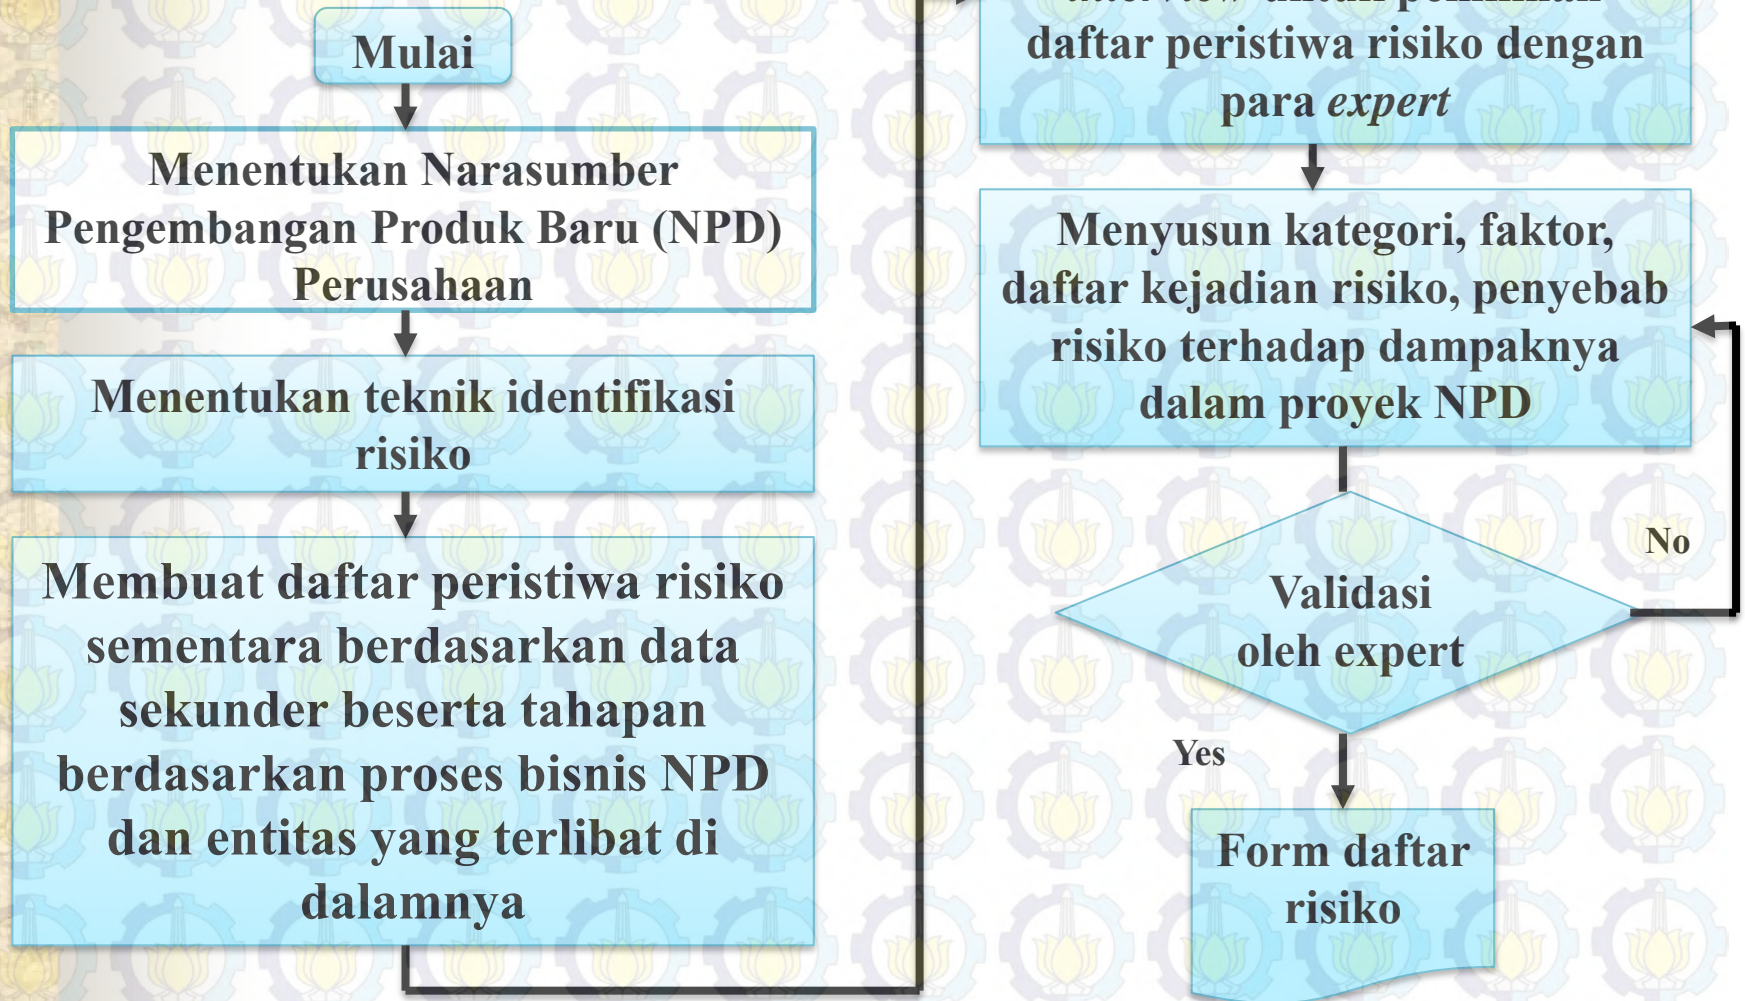 Mulai
Menentukan Narasumber
Pengembangan Produk Baru (NPD)
Perusahaan
Menentukan teknik identifikasi
risiko
Membuat daftar peristiwa risiko
sementara berdasarkan data
sekunder beserta tahapan
berdasarkan proses bisnis NPD
dan entitas yang terlibat di
dalamnya
daftar peristiwa risiko dengan
para expert
Menyusun kategori, faktor,
daftar kejadian risiko, penyebab
risiko terhadap dampaknya
dalam proyek NPD
No
Validasi
oleh expert
Yes
Form daftar
risiko